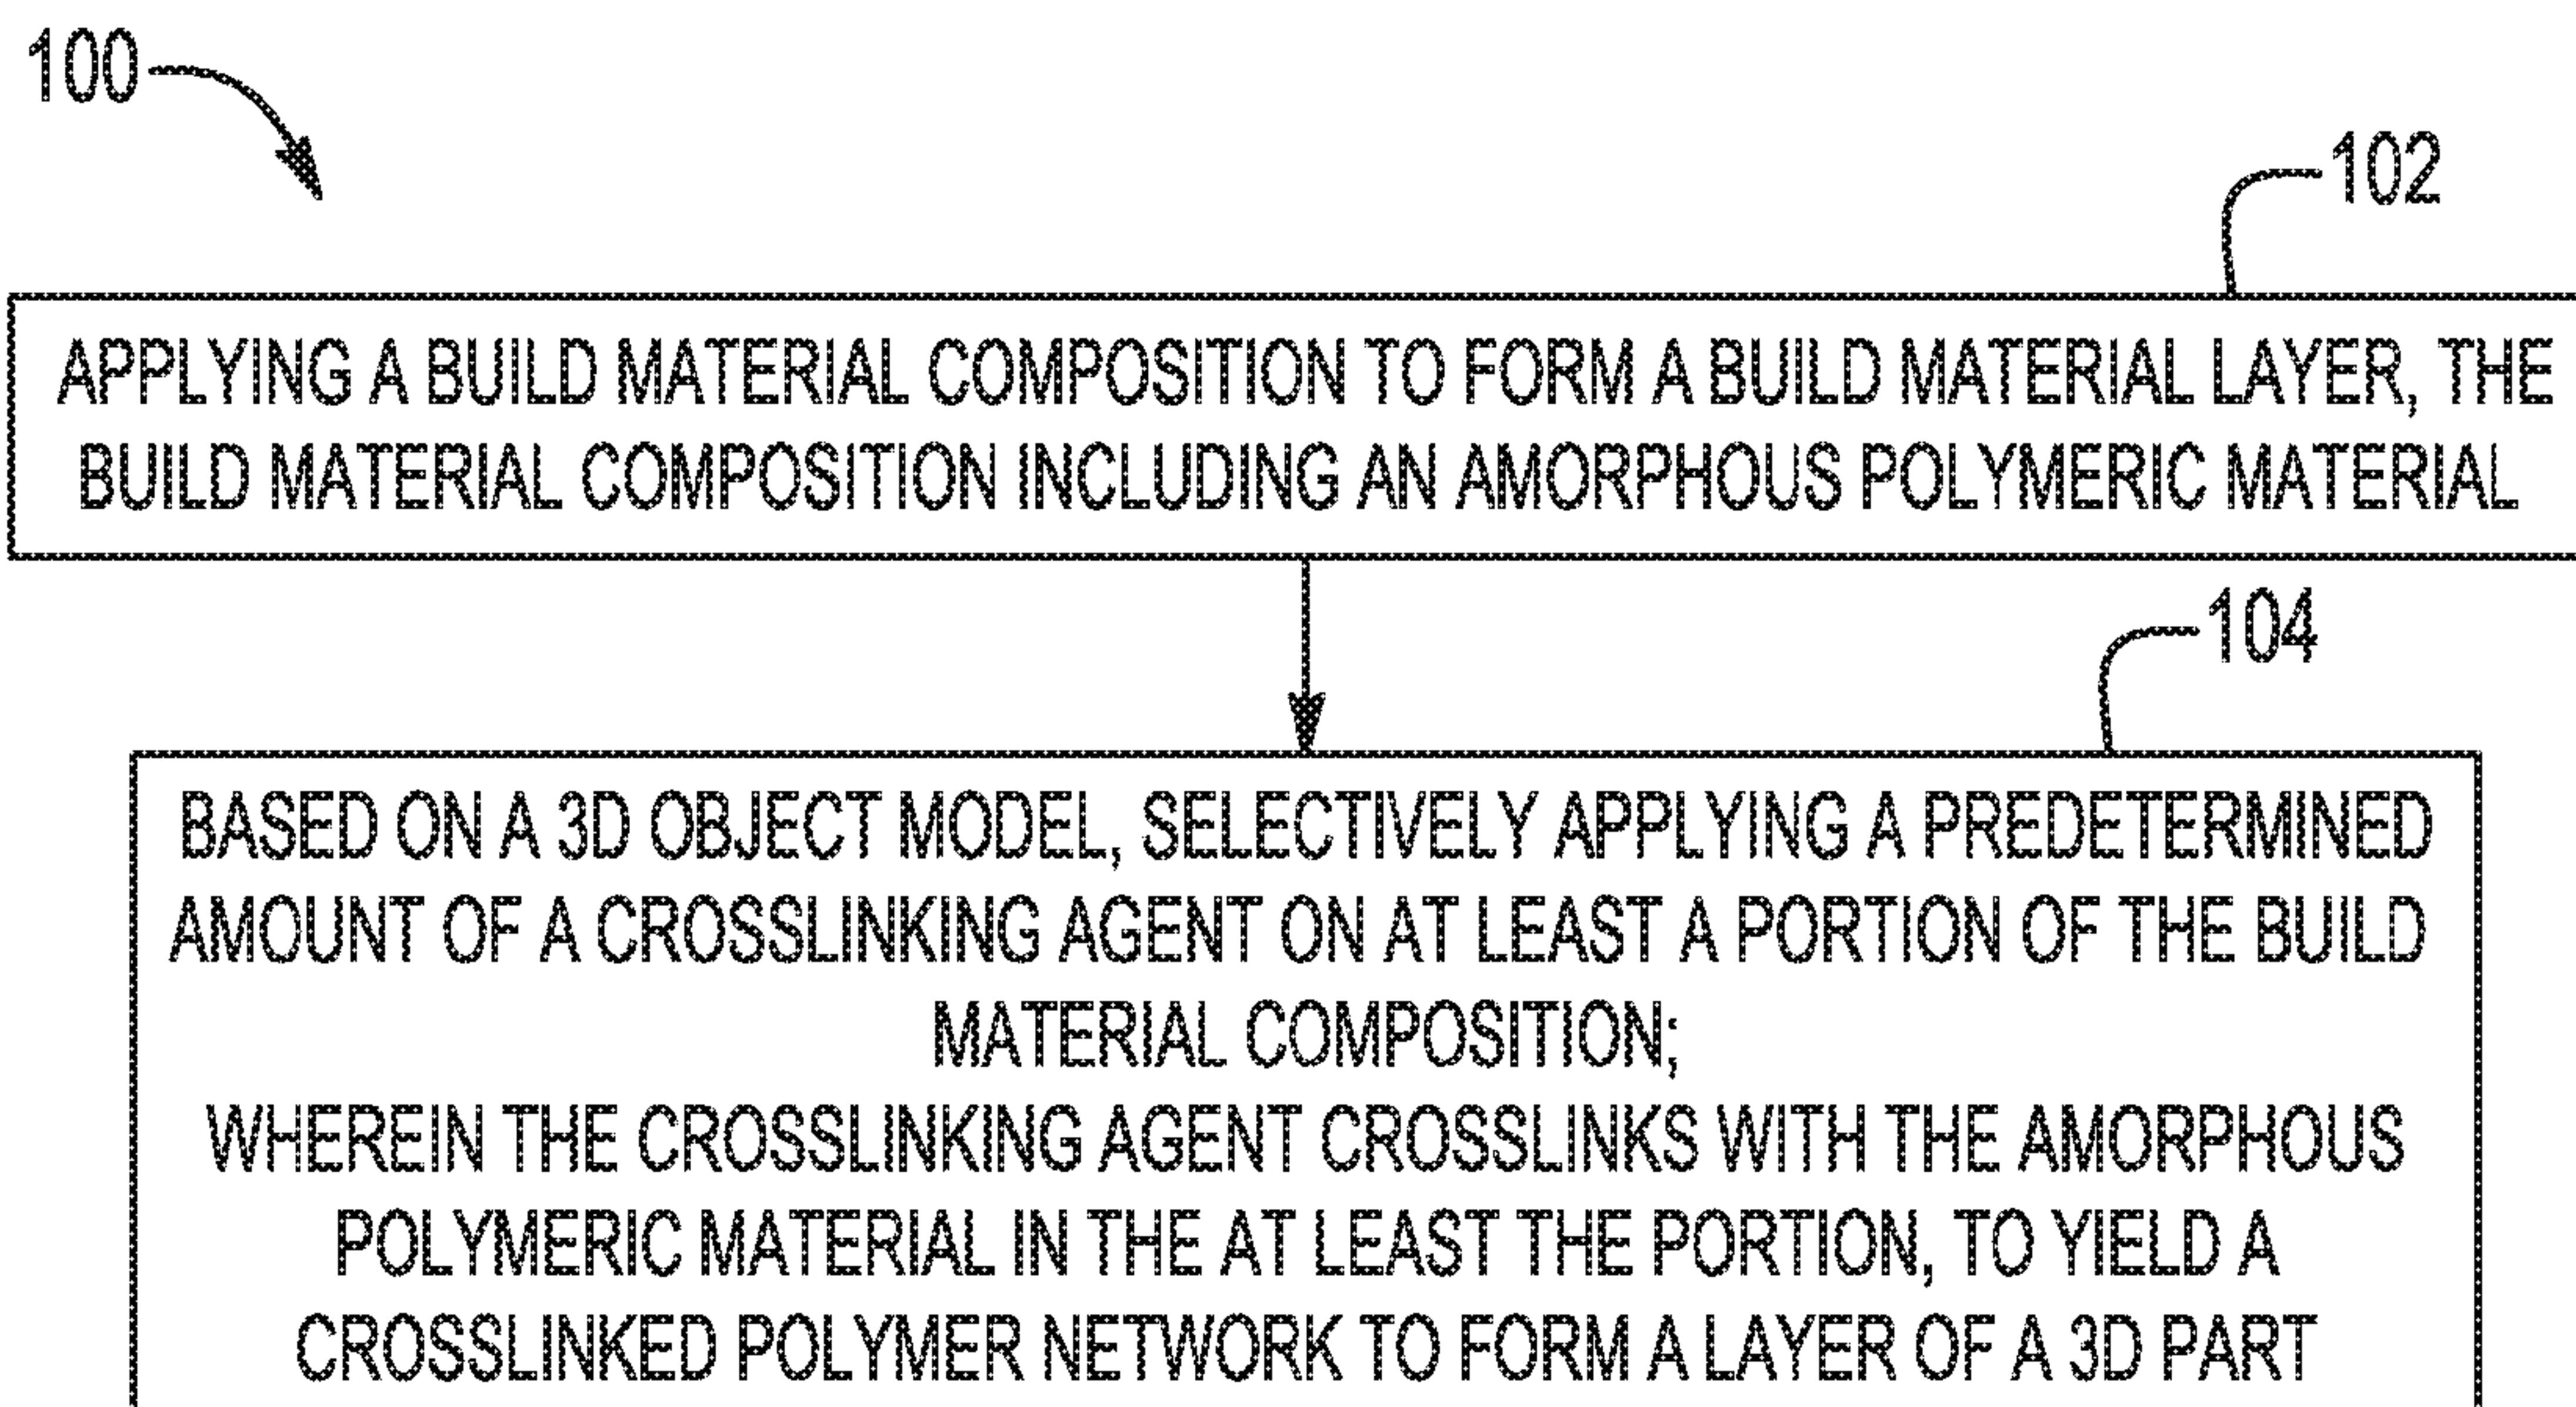 100
102
APPLYING A BUILD MATERIAL COMPOSITION TO FORM A BUILD MATERIAL LAYER, THE
BUILD MATERIAL COMPOSITION INCLUDING AN AMORPHOUS POLYMERIC MATERIAL
104
BASED ON A 3D OBJECT MODEL, SELECTIVELY APPLYING A PREDETERMINED
AMOUNT OF A CROSSLINKING AGENT ON AT LEAST A PORTION OF THE BUILD
MATERIAL COMPOSITION;
WHEREIN THE CROSSLINKING AGENT CROSSLINKS WITH THE AMORPHOUS
POLYMERIC MATERIAL IN THE AT LEAST THE PORTION, TO YIELD A
CROSSLINKED POLYMER NETWORK TO FORM A LAYER OF A 3D PART